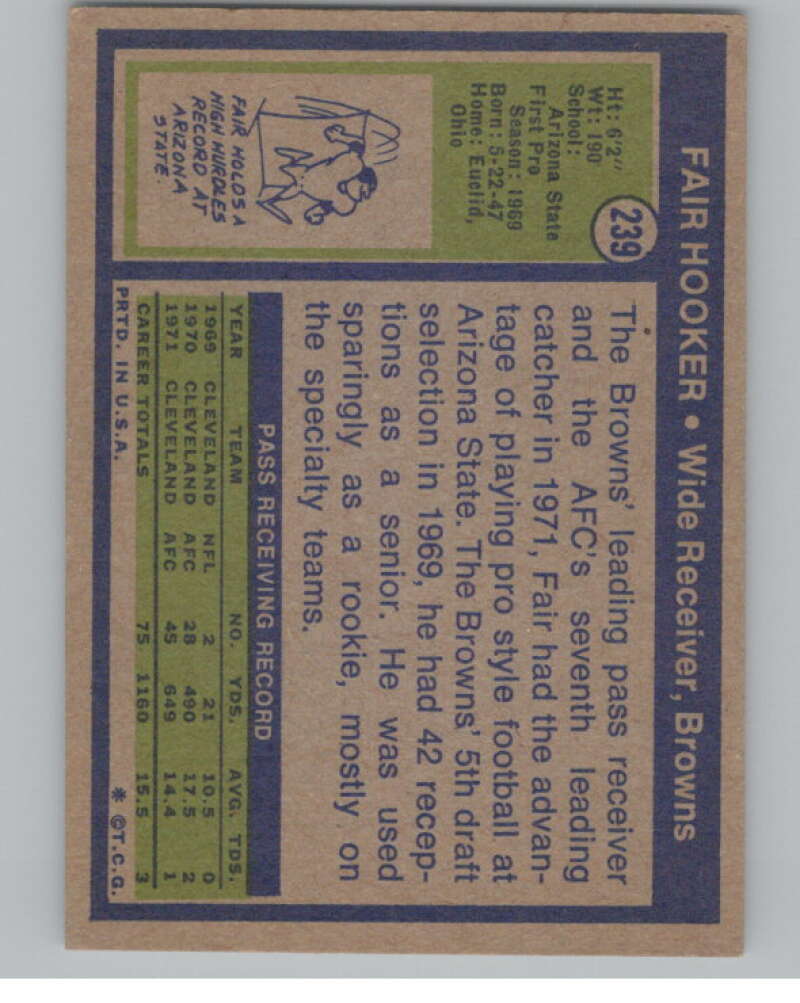 FAIR HOOKER • Wide Receiver, Browns
239
Ht: 6'2"
Wt: 190
School:
Arizona State
First Pro
Season: 1969
Born: 5-22-47
Home: Euclid,
Ohio
FAIR HOLDS A
HIGH HURDLES
RECORD AT
ARIZONA
STATE.
The Browns' leading pass receiver
and the AFC's seventh leading
catcher in 1971, Fair had the advan-
tage of playing pro style football at
Arizona State. The Browns' 5th draft
selection in 1969, he had 42 recep-
tions as a senior. He was used
sparingly as a rookie, mostly on
the specialty teams.
PASS RECEIVING RECORD
YEAR TEAM NO. YDS. AVG. TDS.
1969 CLEVELAND NFL 2 21 10.5 0
1970 CLEVELAND AFC 28 490 17.5 2
1971 CLEVELAND AFC 45 649 14.4 1
CAREER TOTALS 75 1160 15.5 3
PRTD. IN U.S.A. * ©T.C.G.